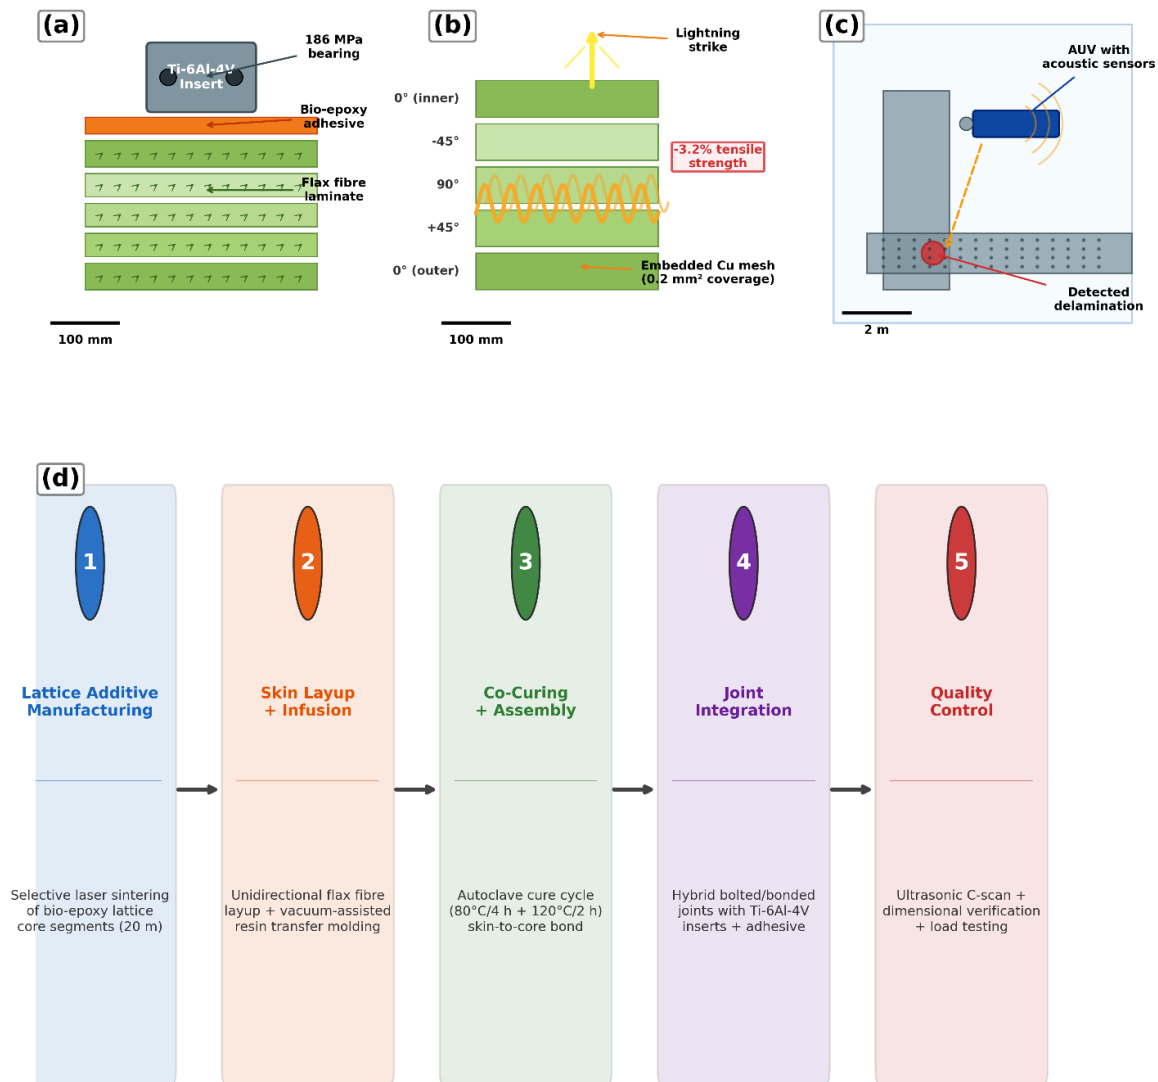 (a)
186 MPa
bearing
Ti-6Al-4V
Insert
Bio-epoxy
adhesive
Flax fibre
laminate
100 mm
(b)
Lightning
strike
0° (inner)
-45°
90°
+45°
0° (outer)
-3.2% tensile
strength
Embedded Cu mesh
(0.2 mm² coverage)
100 mm
(c)
AUV with
acoustic sensors
Detected
delamination
2 m
(d)
1
Lattice Additive
Manufacturing
Selective laser sintering
of bio-epoxy lattice
core segments (20 m)
2
Skin Layup
+ Infusion
Unidirectional flax fibre
layup + vacuum-assisted
resin transfer molding
3
Co-Curing
+ Assembly
Autoclave cure cycle
(80°C/4 h + 120°C/2 h)
skin-to-core bond
4
Joint
Integration
Hybrid bolted/bonded
joints with Ti-6Al-4V
inserts + adhesive
5
Quality
Control
Ultrasonic C-scan +
dimensional verification
+ load testing